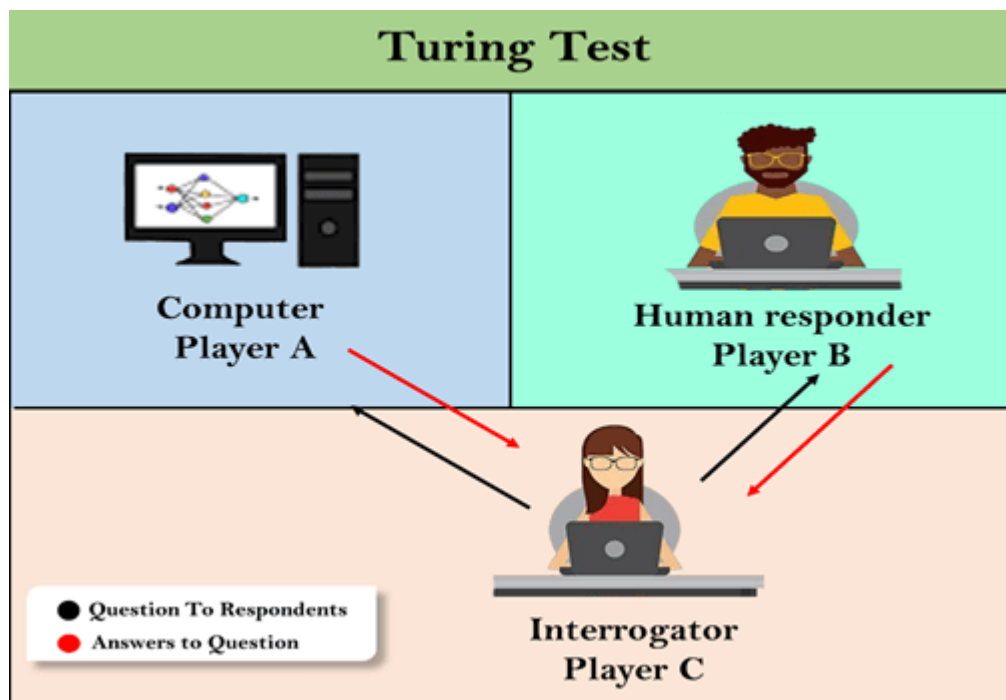 Turing Test
Computer
Player A
Human responder
Player B
Interrogator
Player C
Question To Respondents
Answers to Question